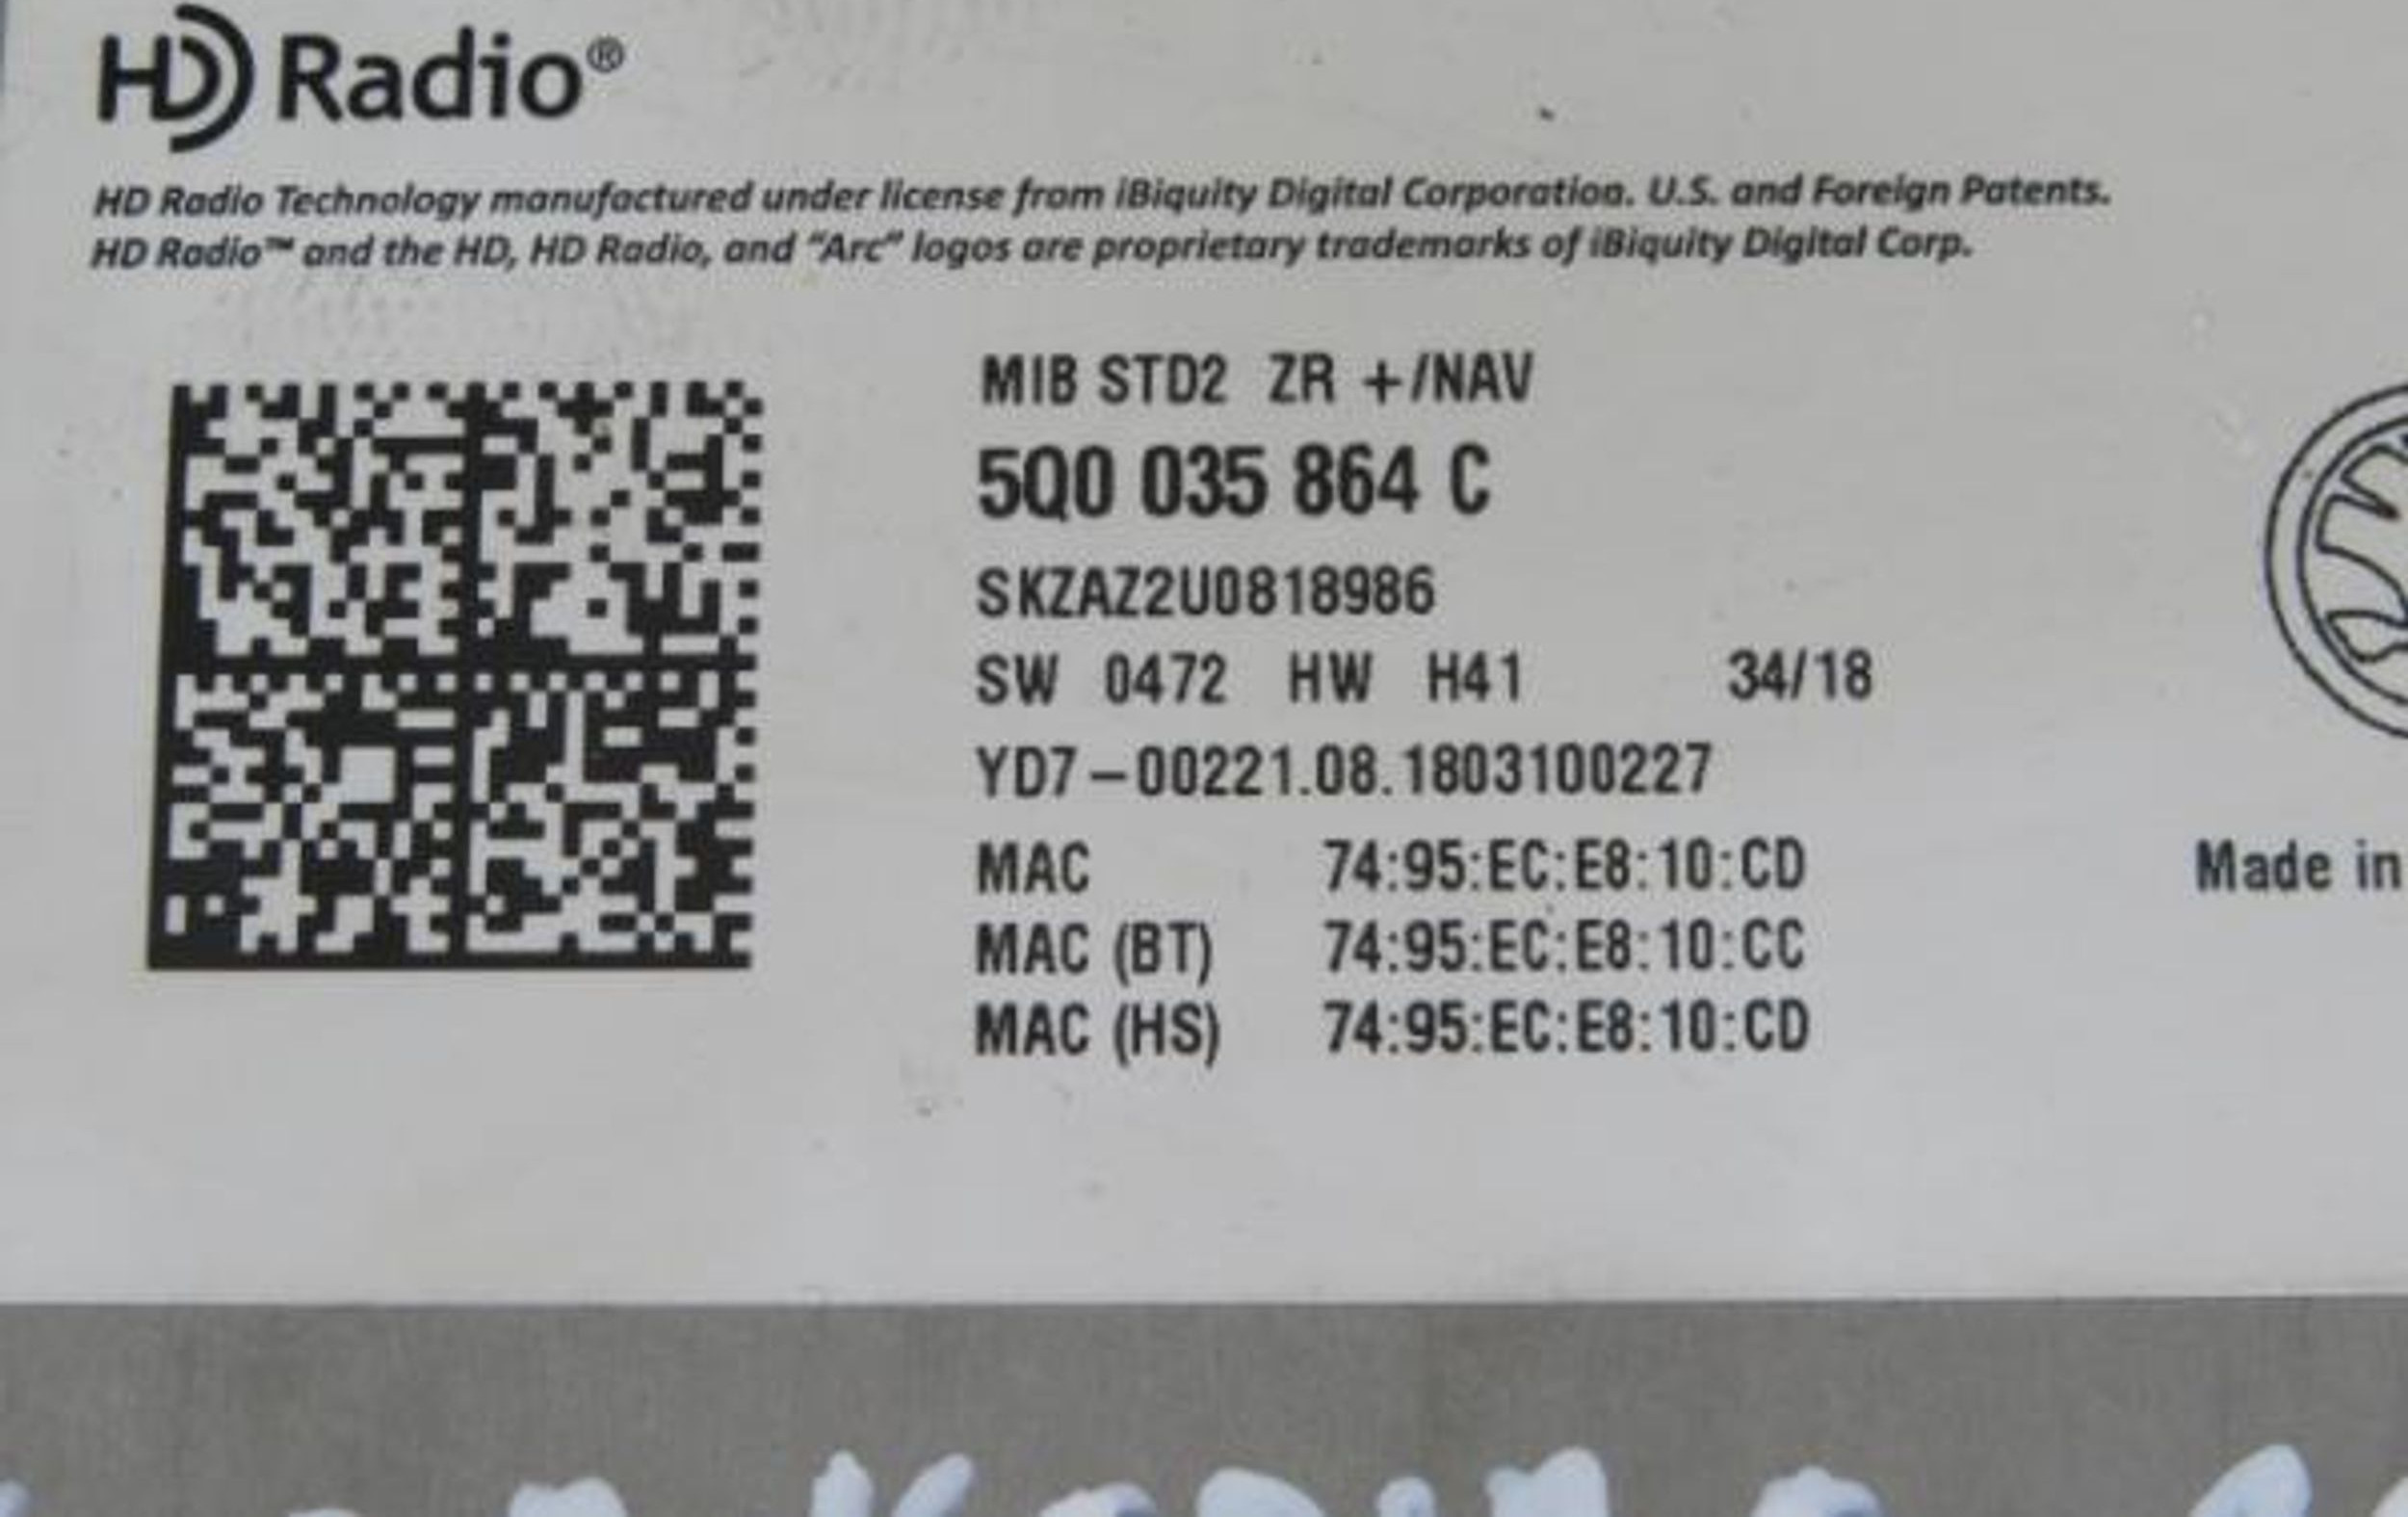 HD Radio®
HD Radio Technology manufactured under license from iBiquity Digital Corporation. U.S. and Foreign Patents.
HD Radio™ and the HD, HD Radio, and “Arc” logos are proprietary trademarks of iBiquity Digital Corp.
MIB STD2 ZR +/NAV
5Q0 035 864 C
SKZAZ2U0818986
SW 0472 HW H41 34/18
YD7-00221.08.1803100227
MAC 74:95:EC:E8:10:CD
Made in
MAC (BT) 74:95:EC:E8:10:CC
MAC (HS) 74:95:EC:E8:10:CD